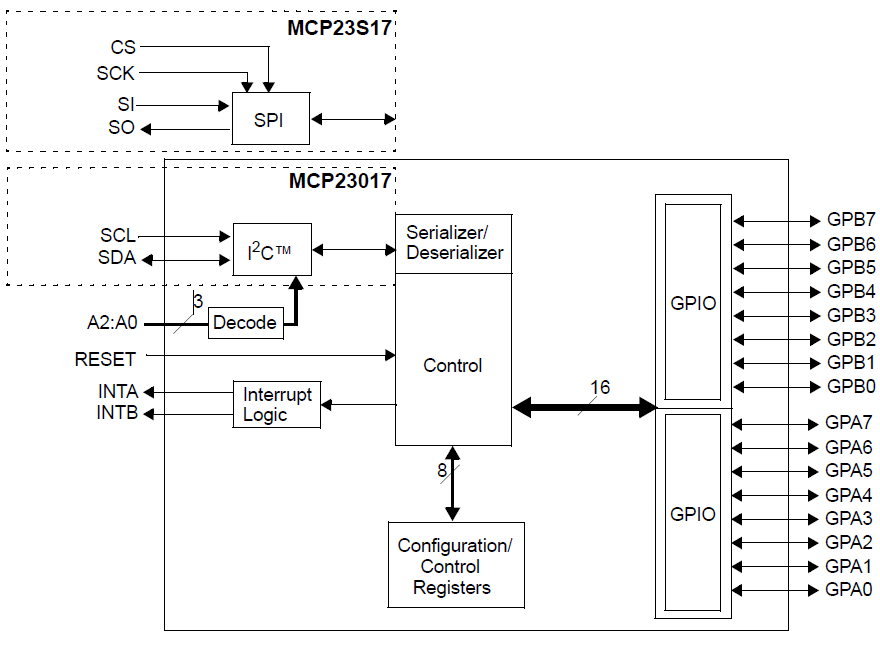 MCP23S17
CS
SCK
SI
SO
SPI
MCP23017
SCL
SDA
I²C™
Serializer/
Deserializer
3
A2:A0
Decode
RESET
Control
INTA
INTB
Interrupt
Logic
16
8
Configuration/
Control
Registers
GPIO
GPB7
GPB6
GPB5
GPB4
GPB3
GPB2
GPB1
GPB0
GPIO
GPA7
GPA6
GPA5
GPA4
GPA3
GPA2
GPA1
GPA0